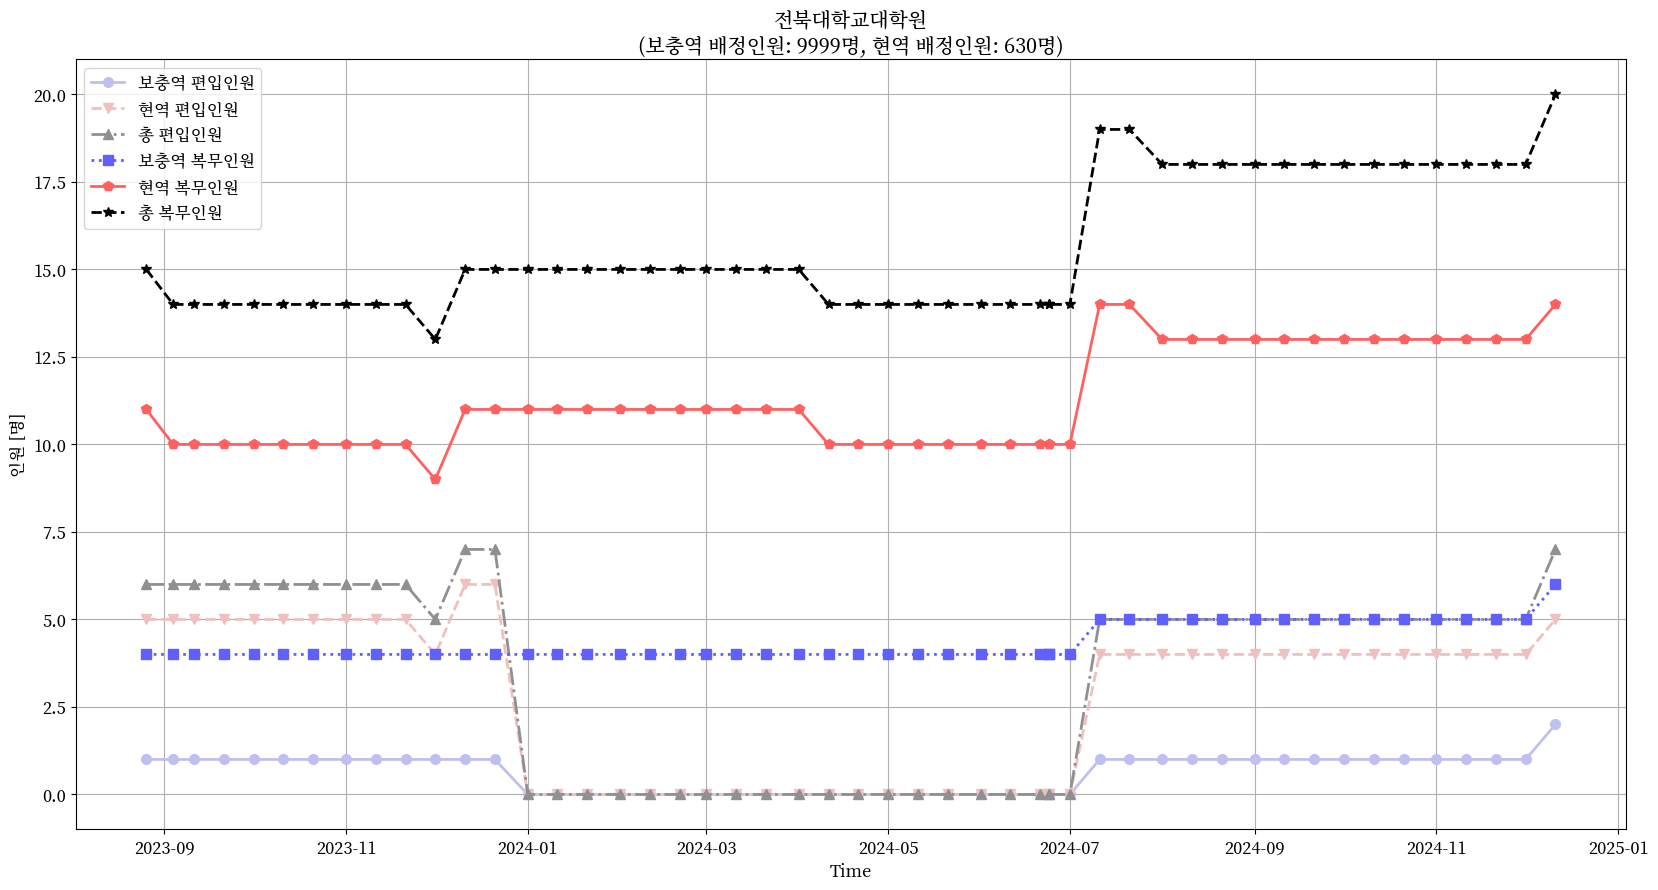 전북대학교대학원
(보충역 배정인원: 9999명, 현역 배정인원: 630명)
보충역 편입인원
현역 편입인원
총 편입인원
보충역 복무인원
현역 복무인원
총 복무인원
20.0
17.5
15.0
12.5
10.0
7.5
5.0
2.5
0.0
인원 [명]
2023-09 2023-11 2024-01 2024-03 2024-05 2024-07 2024-09 2024-11 2025-01
Time